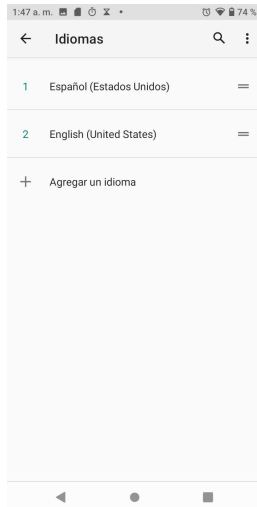 1:47 a. m. 74 %
Idiomas
1 Español (Estados Unidos)
2 English (United States)
Agregar un idioma